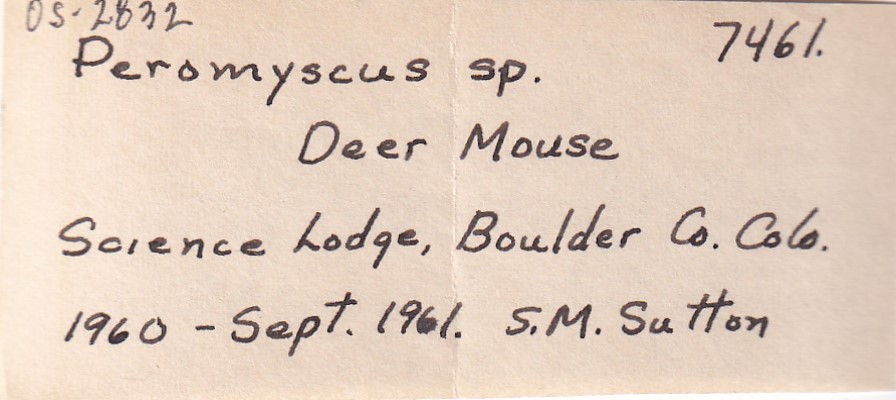 OS-2832
7461.
Peromyscus sp.
Deer Mouse
Science Lodge, Boulder Co. Colo.
1960 - Sept. 1961. S.M. Sutton